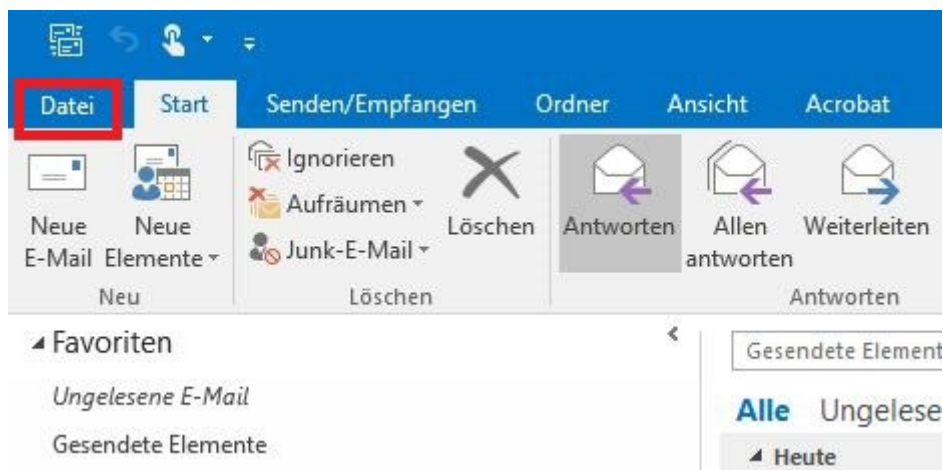 Datei Start Senden/Empfangen Ordner Ansicht Acrobat
Neue
E-Mail
Neue
Elemente
Ignorieren
Aufräumen
Junk-E-Mail
Löschen
Antworten
Allen
antworten
Weiterleiten
Neu Löschen Antworten
Favoriten
Ungelesene E-Mail
Gesendete Elemente
Gesendete Element
Alle Ungelese
Heute